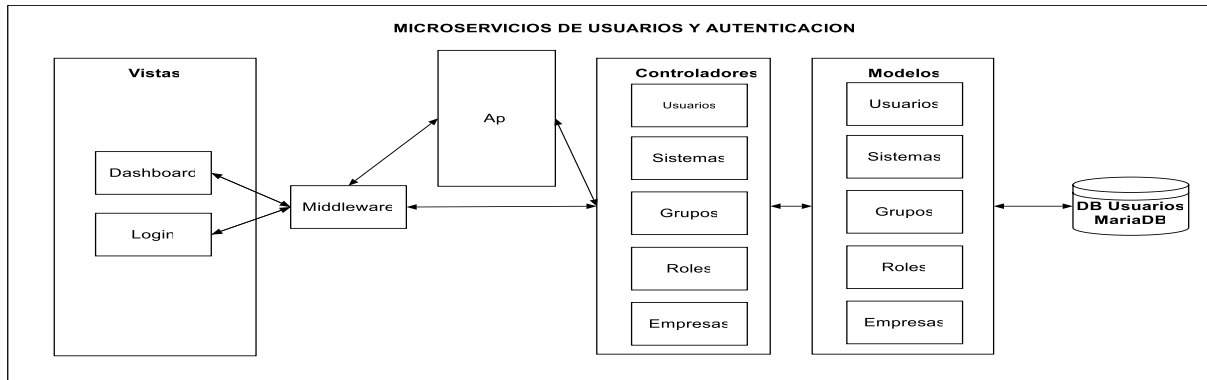 MICROSERVICIOS DE USUARIOS Y AUTENTICACION
Vistas
Dashboard
Login
Middleware
Ap
Controladores
Usuarios
Sistemas
Grupos
Roles
Empresas
Modelos
Usuarios
Sistemas
Grupos
Roles
Empresas
DB Usuarios
MariaDB